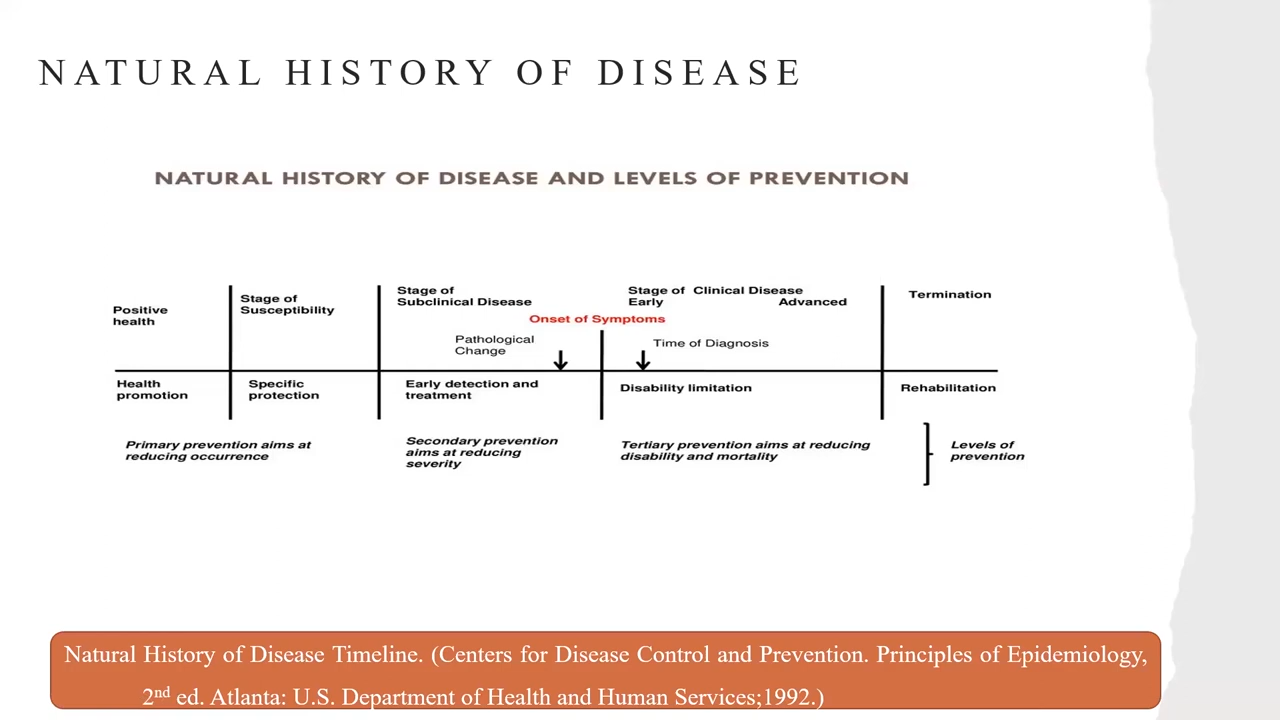 NATURAL HISTORY OF DISEASE
NATURAL HISTORY OF DISEASE AND LEVELS OF PREVENTION
Positive
health
Stage of
Susceptibility
Stage of
Subclinical Disease
Stage of Clinical Disease
Early Advanced
Termination
Onset of Symptoms
Pathological
Change
Time of Diagnosis
Health
promotion
Specific
protection
Early detection and
treatment
Disability limitation
Rehabilitation
Primary prevention aims at
reducing occurrence
Secondary prevention
aims at reducing
severity
Tertiary prevention aims at reducing
disability and mortality
Levels of
prevention
Natural History of Disease Timeline. (Centers for Disease Control and Prevention. Principles of Epidemiology,
2nd ed. Atlanta: U.S. Department of Health and Human Services;1992.)